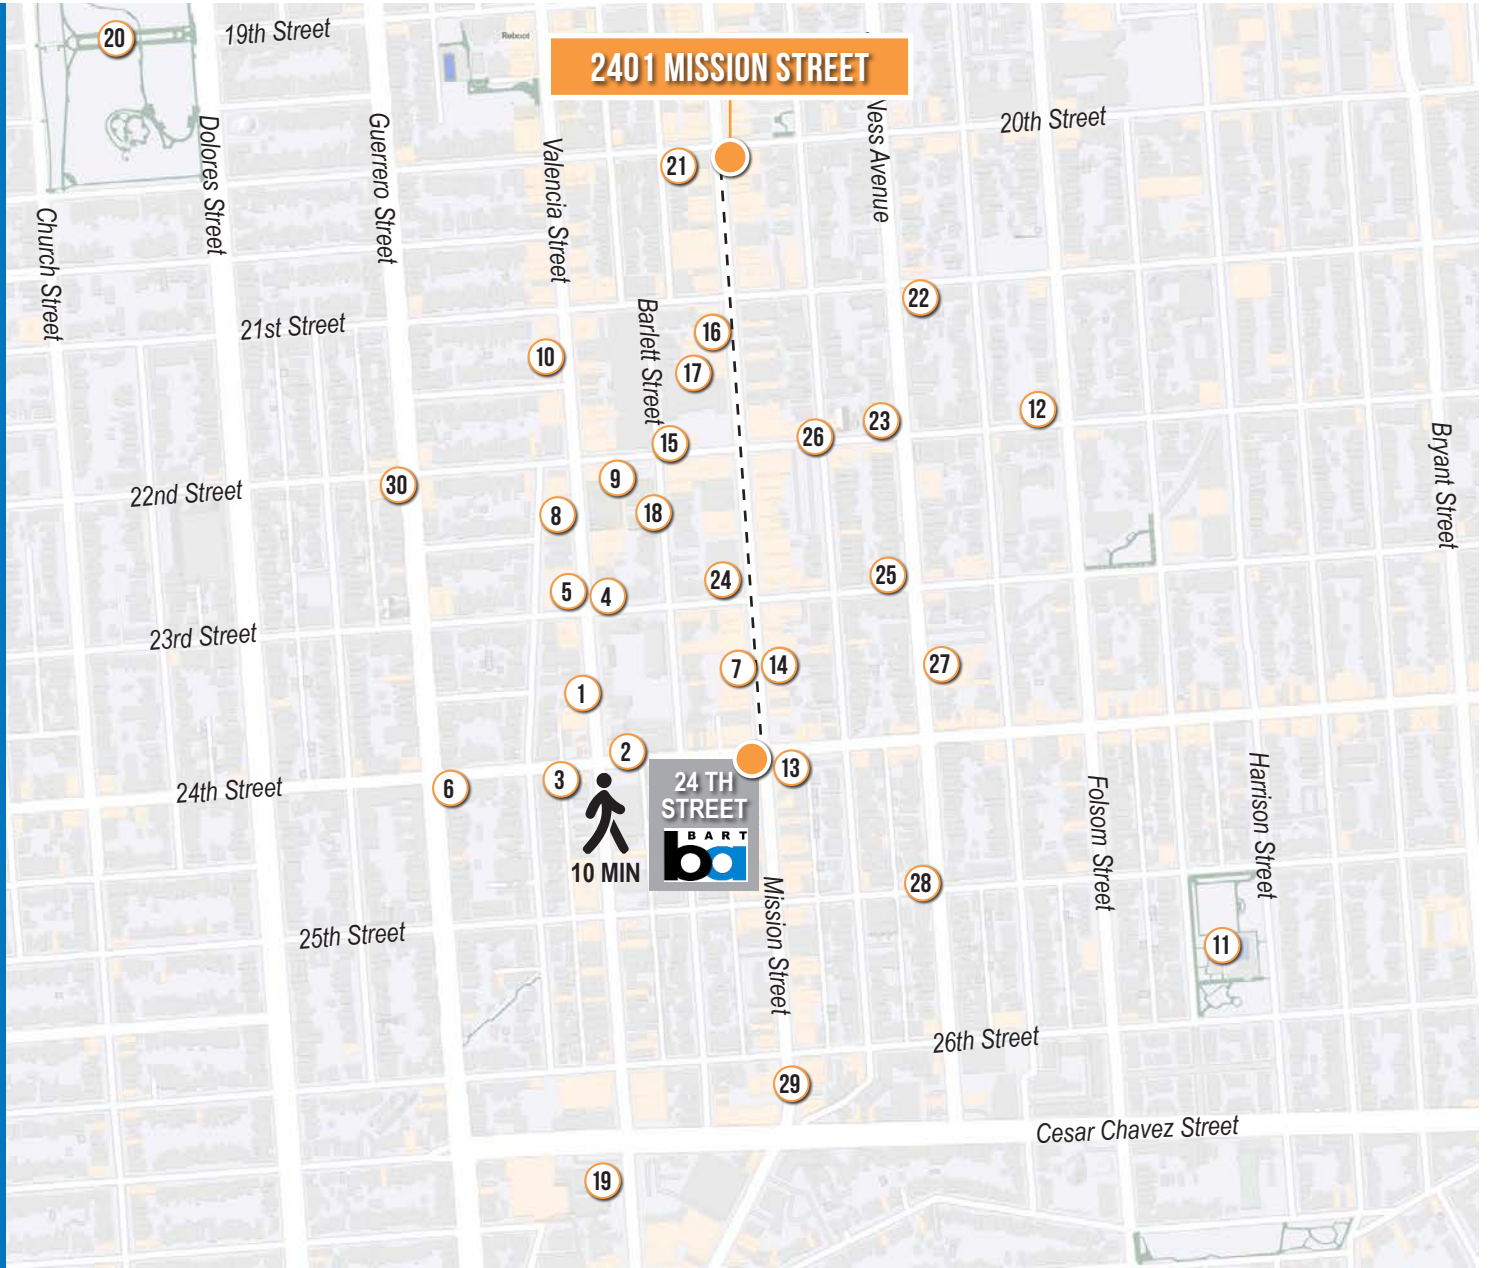 20
19th Street
Reboot
2401 MISSION STREET
Ness Avenue
20th Street
Dolores Street
Guerrero Street
Valencia Street
21
Church Street
22
21st Street
Barlett Street
16
10
17
12
23
26
15
Bryant Street
30
22nd Street
9
8
18
24
25
5
4
23rd Street
7
14
27
1
2
13
3
6
24th Street
24 TH
STREET
BART
ba
10 MIN
Folsom Street
Harrison Street
Mission Street
28
25th Street
11
26th Street
29
Cesar Chavez Street
19